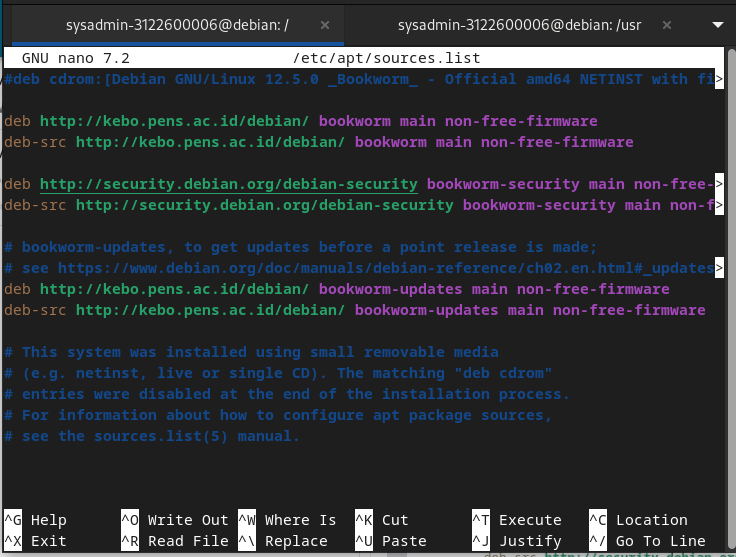 sysadmin-3122600006@debian: / × sysadmin-3122600006@debian: /usr ×
GNU nano 7.2 /etc/apt/sources.list
#deb cdrom:[Debian GNU/Linux 12.5.0 _Bookworm_ - Official amd64 NETINST with fi>
deb http://kebo.pens.ac.id/debian/ bookworm main non-free-firmware
deb-src http://kebo.pens.ac.id/debian/ bookworm main non-free-firmware
deb http://security.debian.org/debian-security bookworm-security main non-free->
deb-src http://security.debian.org/debian-security bookworm-security main non-f>
# bookworm-updates, to get updates before a point release is made;
# see https://www.debian.org/doc/manuals/debian-reference/ch02.en.html#_updates>
deb http://kebo.pens.ac.id/debian/ bookworm-updates main non-free-firmware
deb-src http://kebo.pens.ac.id/debian/ bookworm-updates main non-free-firmware
# This system was installed using small removable media
# (e.g. netinst, live or single CD). The matching "deb cdrom"
# entries were disabled at the end of the installation process.
# For information about how to configure apt package sources,
# see the sources.list(5) manual.
^G Help ^O Write Out ^W Where Is ^K Cut ^T Execute ^C Location
^X Exit ^R Read File ^\ Replace ^U Paste ^J Justify ^/ Go To Line